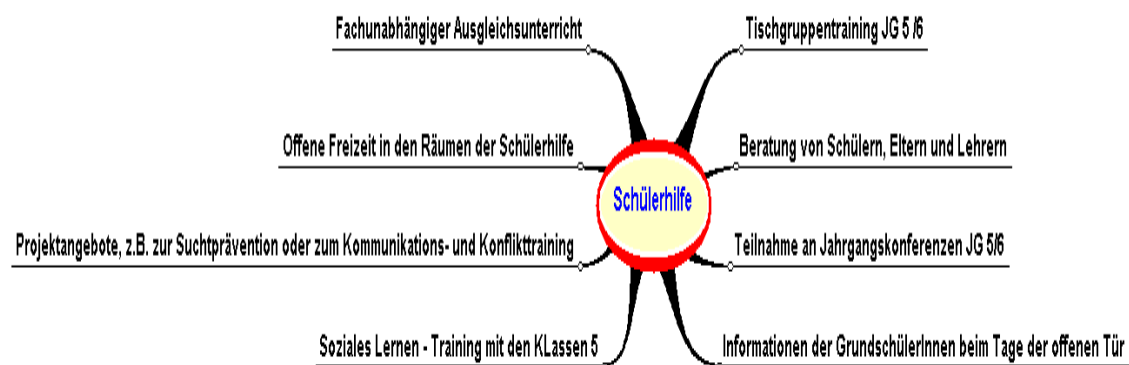 Fachunabhängiger Ausgleichsunterricht
Tischgruppentraining JG 5 /6
Offene Freizeit in den Räumen der Schülerhilfe
Beratung von Schülern, Eltern und Lehrern
Schülerhilfe
Projektangebote, z.B. zur Suchtprävention oder zum Kommunikations- und Konflikttraining
Teilnahme an Jahrgangskonferenzen JG 5/6
Soziales Lernen - Training mit den KLassen 5
Informationen der GrundschülerInnen beim Tage der offenen Tür